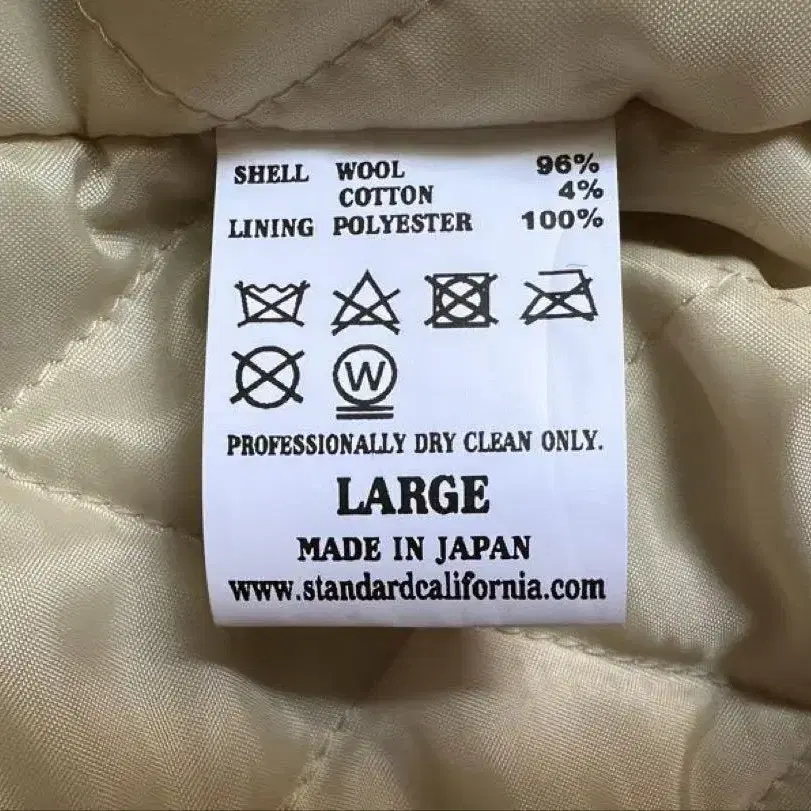 SHELL WOOL 96%
COTTON 4%
LINING POLYESTER 100%
W
PROFESSIONALLY DRY CLEAN ONLY.
LARGE
MADE IN JAPAN
www.standardcalifornia.com